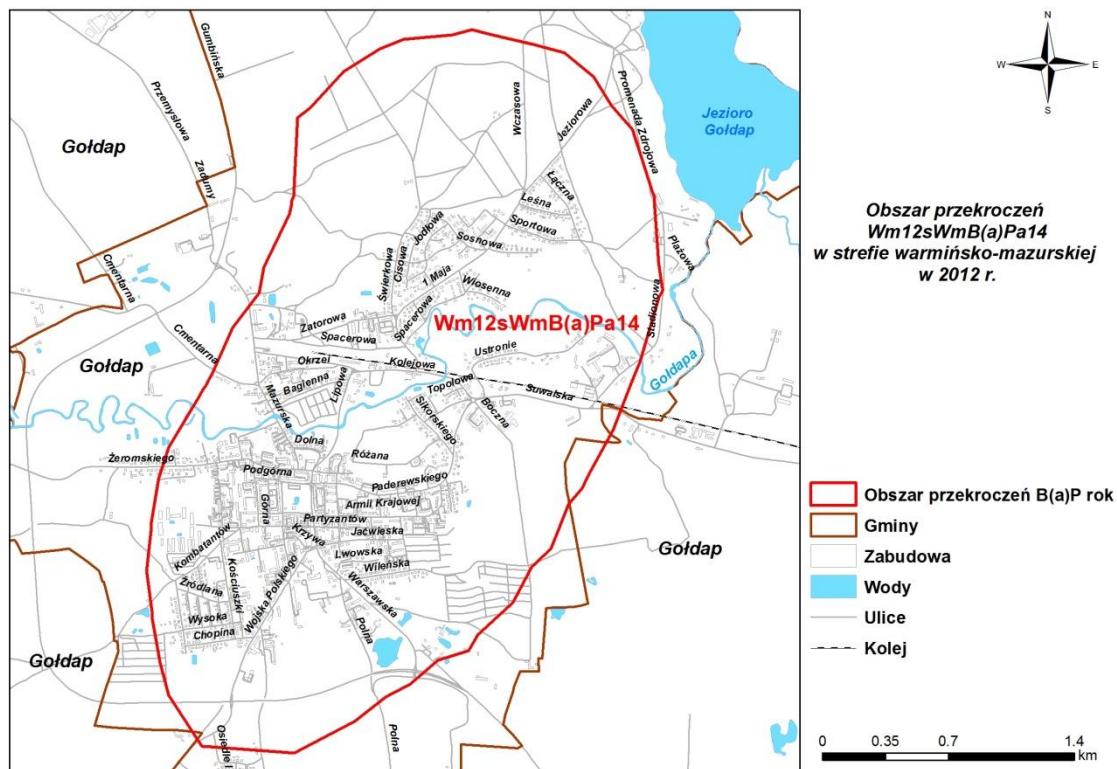 Gumbińska
Przemysłowa
Zadumy
Gołdap
Wczasowa
Jeziorowa
Promenada Zdrojowa
Jezioro
Gołdap
Łączna
Leśna
Sportowa
Sosnowa
Jodłowa
Cisowa
Świerkowa
1 Maja
Wiosenna
Plażowa
Cmentarna
Stadionowa
Zatorowa
Spacerowa
Spacerowa
Wm12sWmB(a)Pa14
Ustronie
Gołdapa
Cmentarna
Gołdap
Okrzei
Kolejowa
Bagienna
Lipowa
Mazurska
Topolowa
Suwalska
Sikorskiego
Boczna
Dolna
Różana
Żeromskiego
Podgórna
Paderewskiego
Górna
Armii Krajowej
Partyzantów
Krzywa
Jaćwieska
Kombatantów
Lwowska
Wileńska
Gołdap
Źródlana
Kościuszki
Wojska Polskiego
Warszawska
Wysoka
Chopina
Polna
Gołdap
Osiedle I
Polna
N
W
E
S
Obszar przekroczeń
Wm12sWmB(a)Pa14
w strefie warmińsko-mazurskiej
w 2012 r.
Obszar przekroczeń B(a)P rok
Gminy
Zabudowa
Wody
Ulice
Kolej
0 0.35 0.7 1.4
km